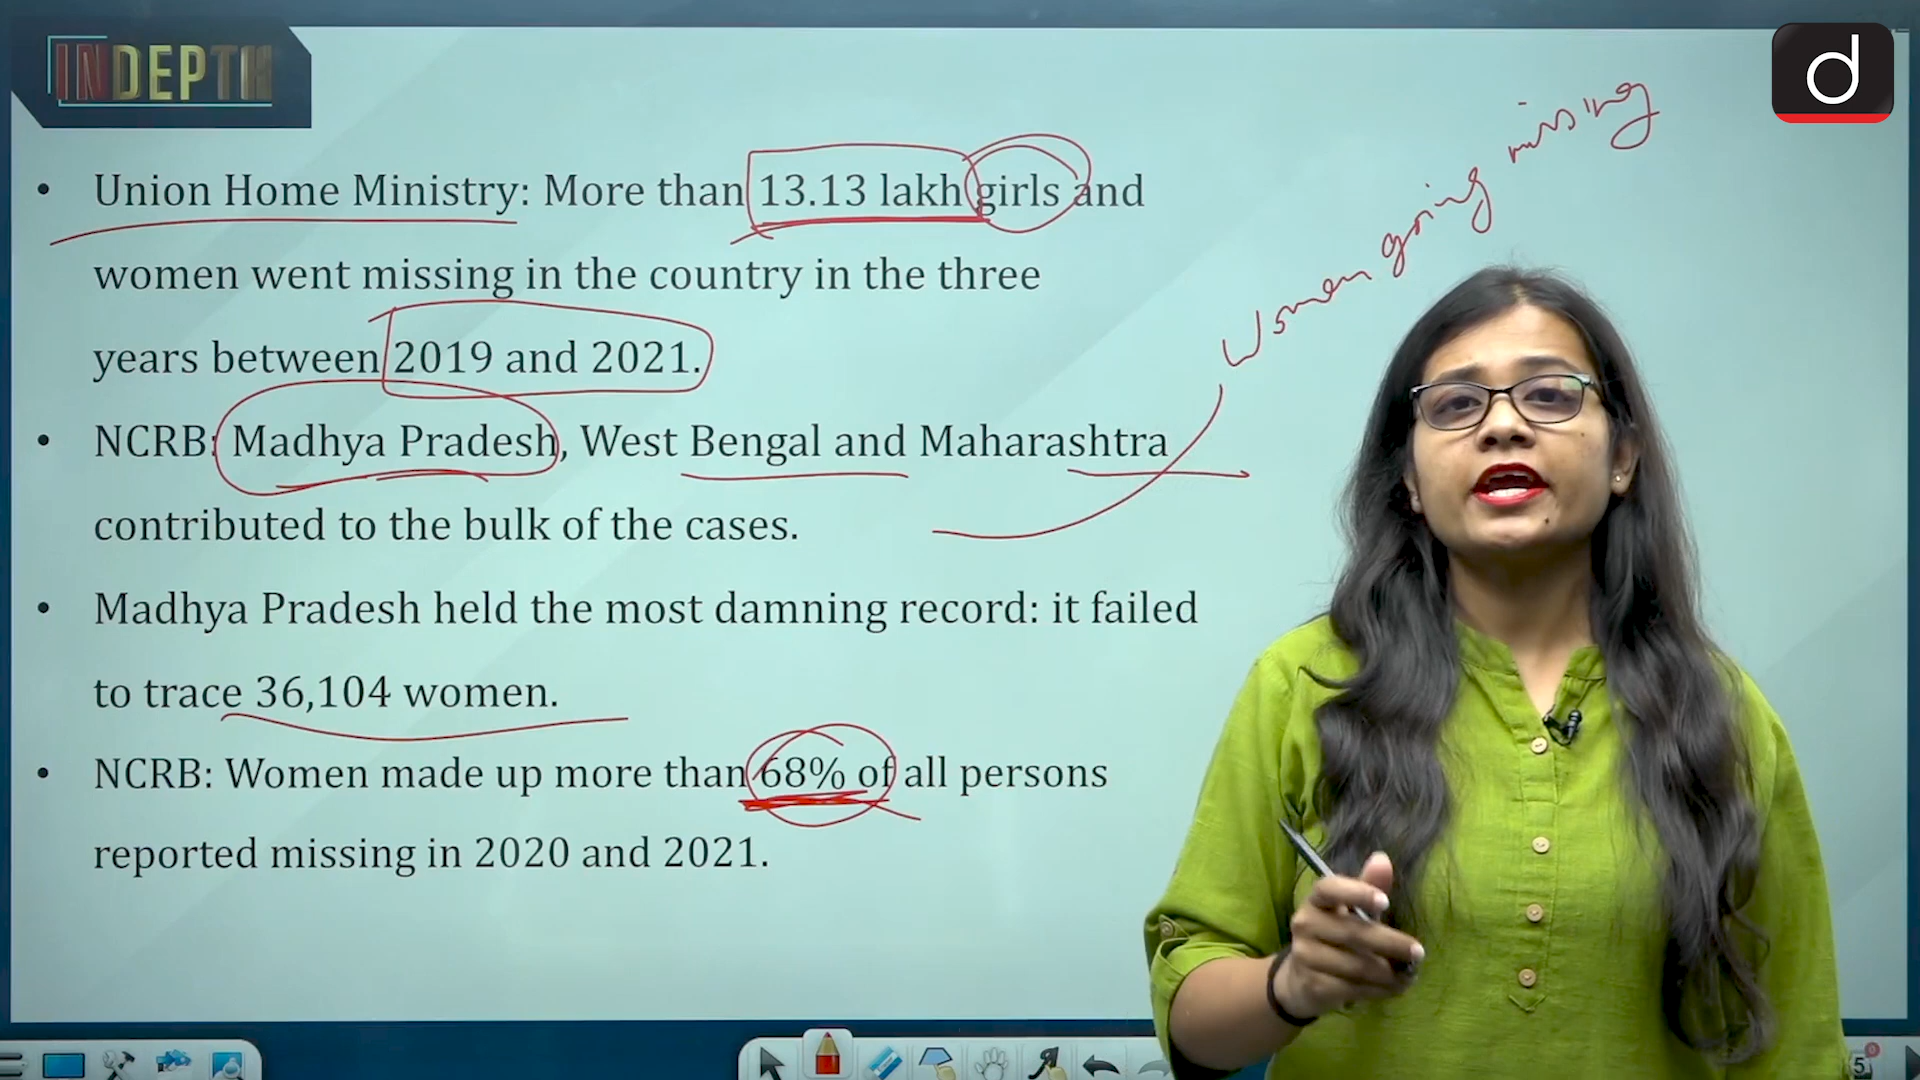 INDEPTH
d
Women going missing
• Union Home Ministry: More than 13.13 lakh girls and
women went missing in the country in the three
years between 2019 and 2021.
• NCRB: Madhya Pradesh, West Bengal and Maharashtra
contributed to the bulk of the cases.
• Madhya Pradesh held the most damning record: it failed
to trace 36,104 women.
• NCRB: Women made up more than 68% of all persons
reported missing in 2020 and 2021.
5